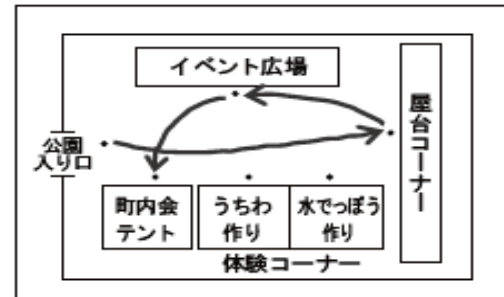 イベント広場
屋台コーナー
公園
入り口
町内会
テント
うちわ
作り
水でっぽう
作り
体験コーナー